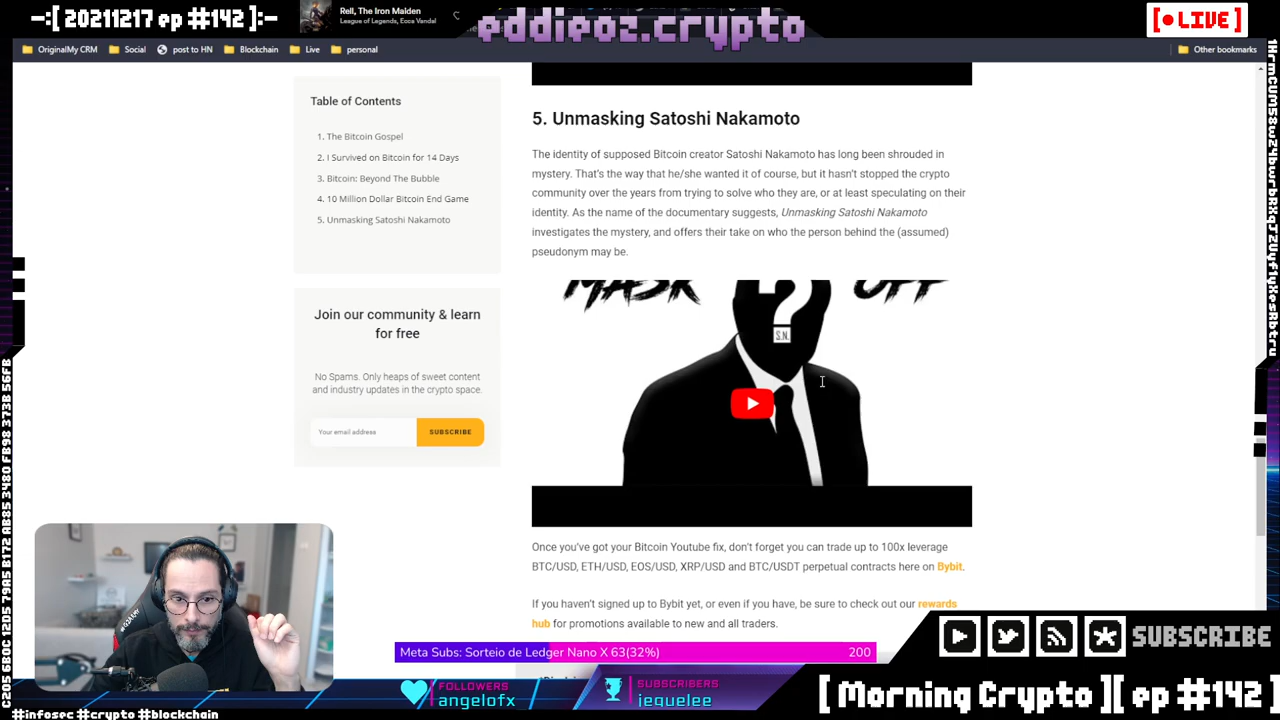 -:[ 20211217 ep #142 ]:-
Rell, The Iron Maiden
League of Legends, Ecca Vandal
eddieoz.crypto
[ • LIVE ]
OriginalMy CRM
Social
post to HN
Blockchain
Live
personal
Other bookmarks
Table of Contents
1. The Bitcoin Gospel
2. I Survived on Bitcoin for 14 Days
3. Bitcoin: Beyond The Bubble
4. 10 Million Dollar Bitcoin End Game
5. Unmasking Satoshi Nakamoto
Join our community & learn
for free
No Spams. Only heaps of sweet content
and industry updates in the crypto space.
Your email address
SUBSCRIBE
5. Unmasking Satoshi Nakamoto
The identity of supposed Bitcoin creator Satoshi Nakamoto has long been shrouded in
mystery. That's the way that he/she wanted it of course, but it hasn't stopped the crypto
community over the years from trying to solve who they are, or at least speculating on their
identity. As the name of the documentary suggests, Unmasking Satoshi Nakamoto
investigates the mystery, and offers their take on who the person behind the (assumed)
pseudonym may be.
MASK OFF
?
S.N.
Once you've got your Bitcoin Youtube fix, don't forget you can trade up to 100x leverage
BTC/USD, ETH/USD, EOS/USD, XRP/USD and BTC/USDT perpetual contracts here on Bybit.
If you haven't signed up to Bybit yet, or even if you have, be sure to check out our rewards
hub for promotions available to new and all traders.
Meta Subs: Sorteio de Ledger Nano X 63(32%)
200
FOLLOWERS
angelofx
SUBSCRIBERS
jequelee
SUBSCRIBE
[ Morning Crypto ][ ep #142 ]
#infosec #crypto #blockchain
C5D5 5B00 12D5 79A5 B172 AB35 3480 FB98 373B 56FB